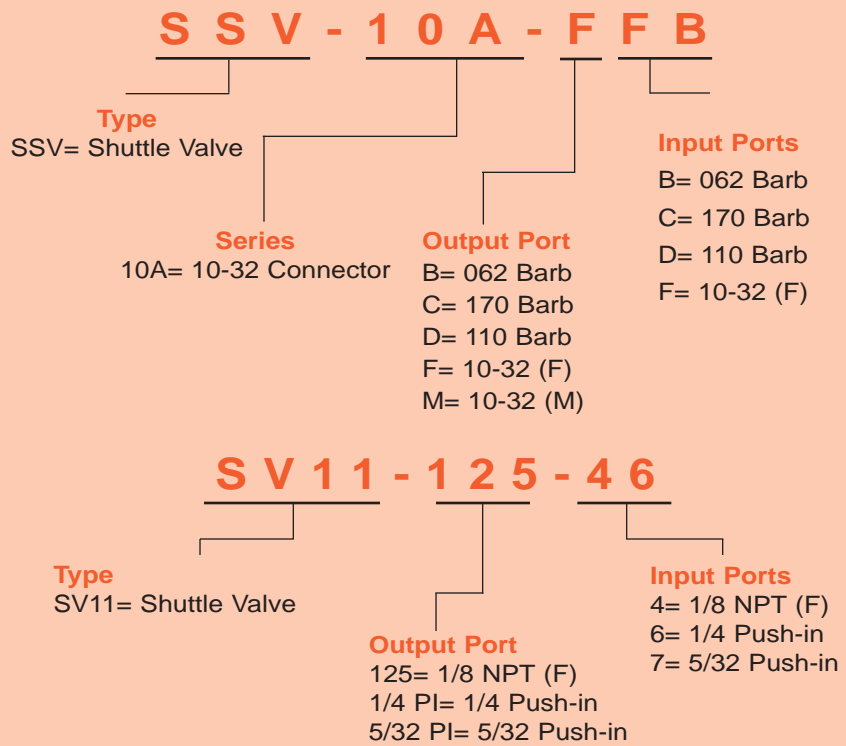 SSV-10A-FFB
Type
SSV= Shuttle Valve
Series
10A= 10-32 Connector
Output Port
B= 062 Barb
C= 170 Barb
D= 110 Barb
F= 10-32 (F)
M= 10-32 (M)
Input Ports
B= 062 Barb
C= 170 Barb
D= 110 Barb
F= 10-32 (F)
SV11-125-46
Type
SV11= Shuttle Valve
Output Port
125= 1/8 NPT (F)
1/4 PI= 1/4 Push-in
5/32 PI= 5/32 Push-in
Input Ports
4= 1/8 NPT (F)
6= 1/4 Push-in
7= 5/32 Push-in